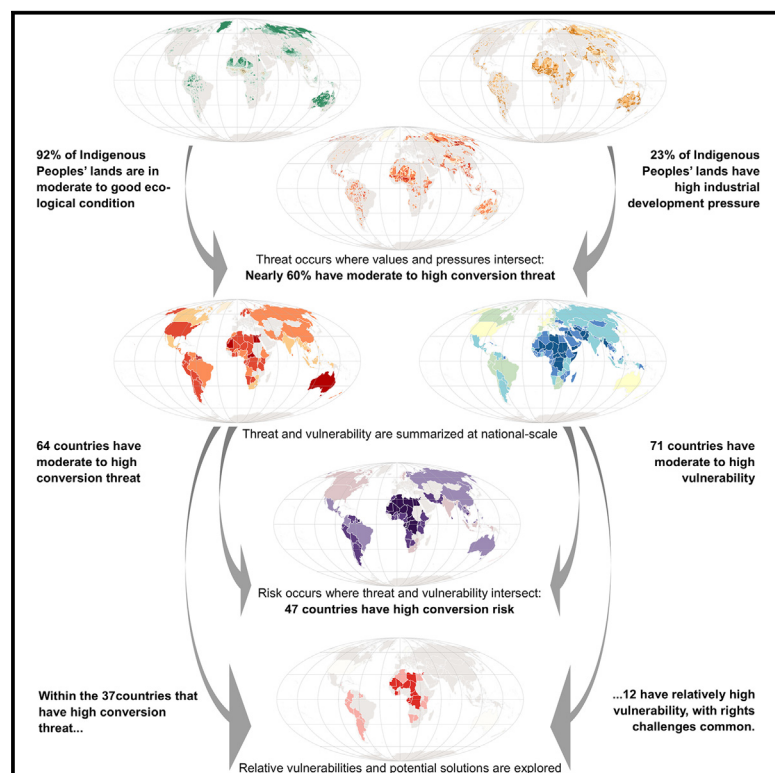 92% of Indigenous
Peoples’ lands are in
moderate to good eco-
logical condition
23% of Indigenous
Peoples’ lands have
high industrial
development pressure
Threat occurs where values and pressures intersect:
Nearly 60% have moderate to high conversion threat
64 countries have
moderate to high
conversion threat
Threat and vulnerability are summarized at national-scale
71 countries have
moderate to high
vulnerability
Risk occurs where threat and vulnerability intersect:
47 countries have high conversion risk
Within the 37countries that
have high conversion
threat...
...12 have relatively high
vulnerability, with rights
challenges common.
Relative vulnerabilities and potential solutions are explored